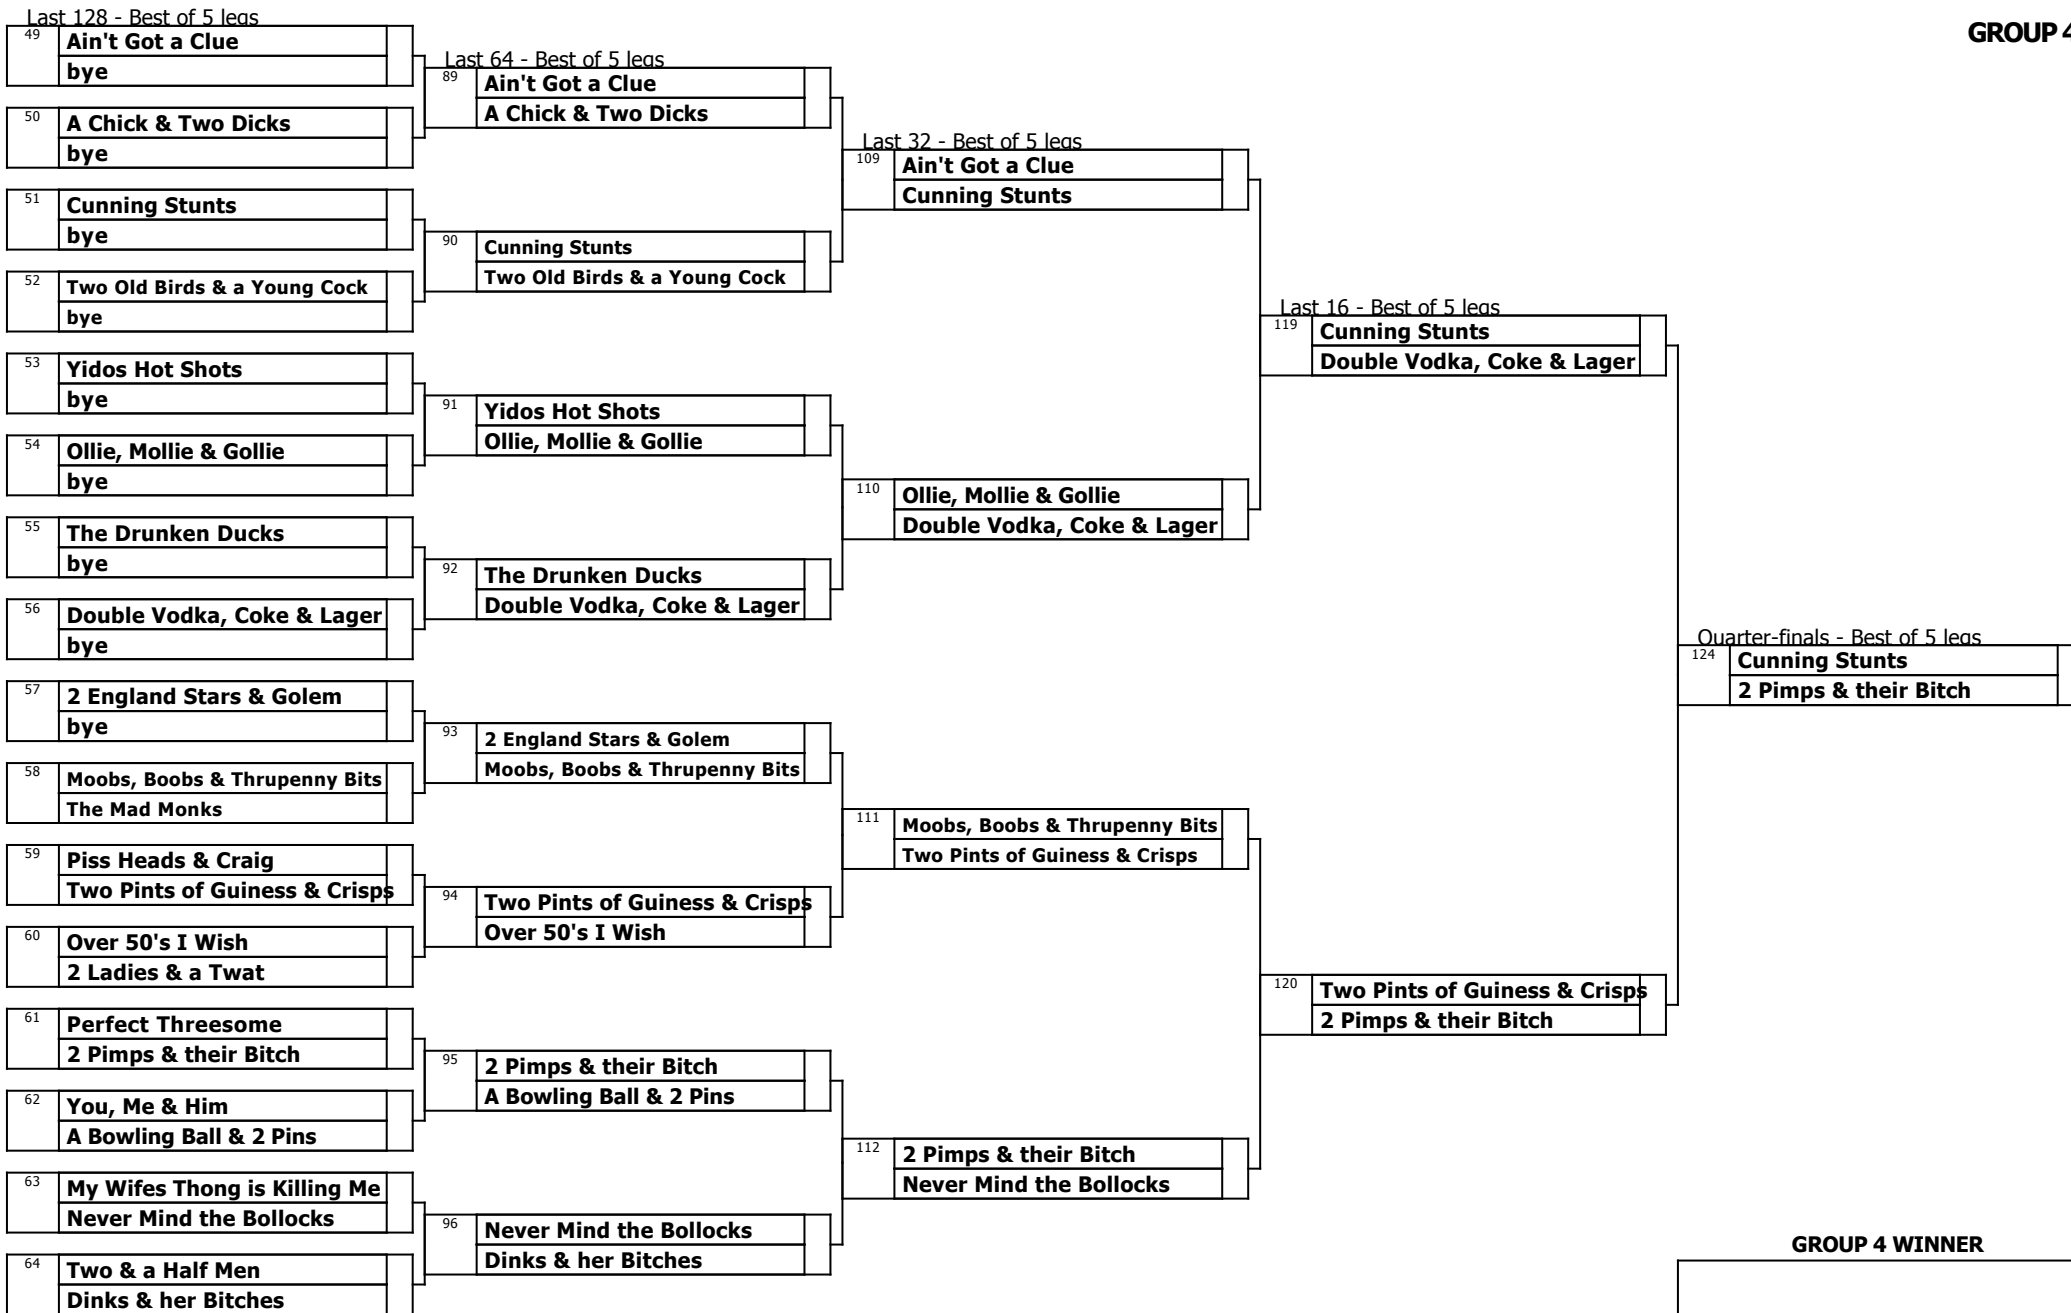 Last 128 - Best of 5 legs
GROUP 4
49
Ain't Got a Clue
bye
50
A Chick & Two Dicks
bye
51
Cunning Stunts
bye
52
Two Old Birds & a Young Cock
bye
53
Yidos Hot Shots
bye
54
Ollie, Mollie & Gollie
bye
55
The Drunken Ducks
bye
56
Double Vodka, Coke & Lager
bye
57
2 England Stars & Golem
bye
58
Moobs, Boobs & Thrupenny Bits
The Mad Monks
59
Piss Heads & Craig
Two Pints of Guiness & Crisps
60
Over 50's I Wish
2 Ladies & a Twat
61
Perfect Threesome
2 Pimps & their Bitch
62
You, Me & Him
A Bowling Ball & 2 Pins
63
My Wifes Thong is Killing Me
Never Mind the Bollocks
64
Two & a Half Men
Dinks & her Bitches
Last 64 - Best of 5 legs
89
Ain't Got a Clue
A Chick & Two Dicks
90
Cunning Stunts
Two Old Birds & a Young Cock
91
Yidos Hot Shots
Ollie, Mollie & Gollie
92
The Drunken Ducks
Double Vodka, Coke & Lager
93
2 England Stars & Golem
Moobs, Boobs & Thrupenny Bits
94
Two Pints of Guiness & Crisps
Over 50's I Wish
95
2 Pimps & their Bitch
A Bowling Ball & 2 Pins
96
Never Mind the Bollocks
Dinks & her Bitches
Last 32 - Best of 5 legs
109
Ain't Got a Clue
Cunning Stunts
110
Ollie, Mollie & Gollie
Double Vodka, Coke & Lager
111
Moobs, Boobs & Thrupenny Bits
Two Pints of Guiness & Crisps
112
2 Pimps & their Bitch
Never Mind the Bollocks
Last 16 - Best of 5 legs
119
Cunning Stunts
Double Vodka, Coke & Lager
120
Two Pints of Guiness & Crisps
2 Pimps & their Bitch
Quarter-finals - Best of 5 legs
124
Cunning Stunts
2 Pimps & their Bitch
GROUP 4 WINNER